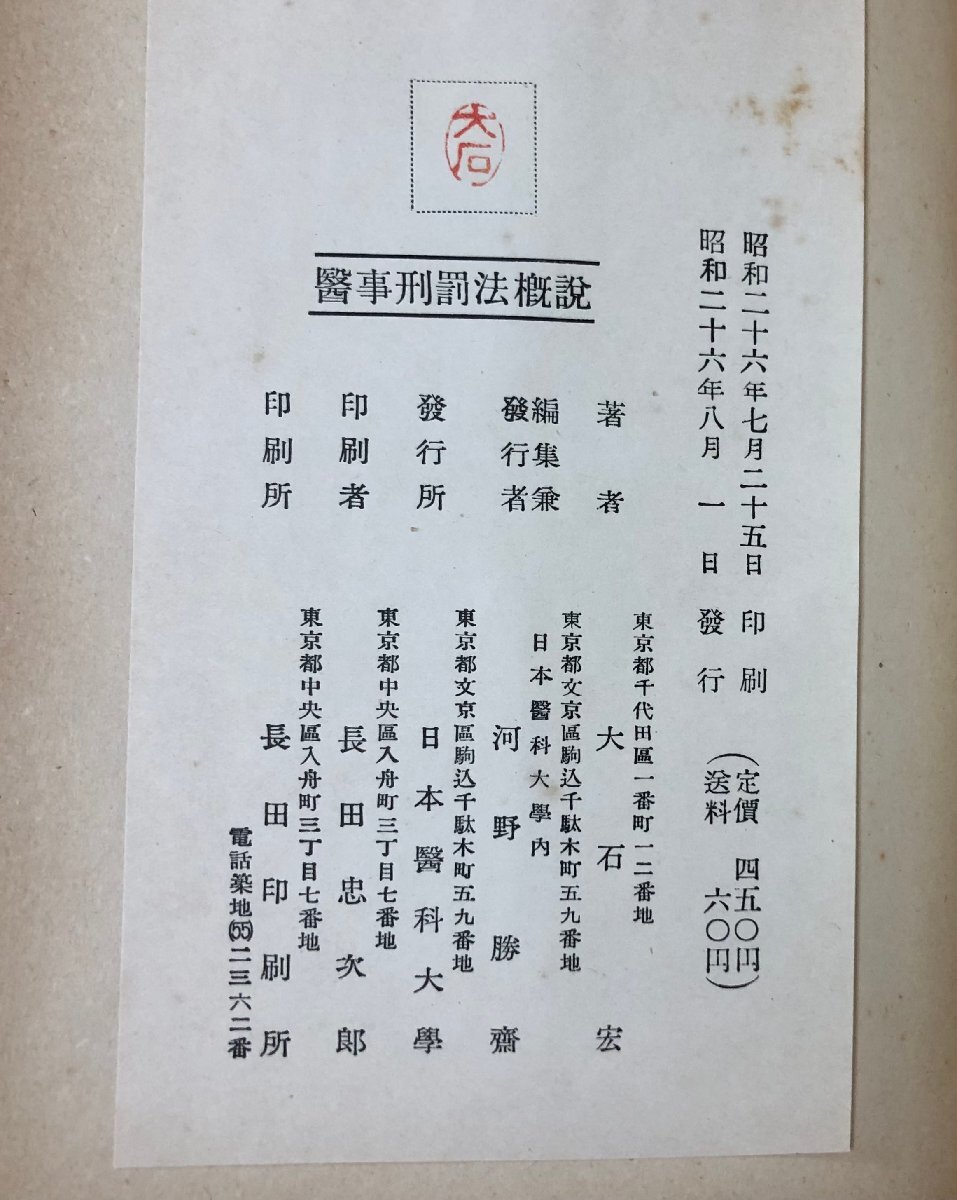 大石
醫事刑罰法概說
昭和二十六年七月二十五日　印刷
昭和二十六年八月　一　日　發行
(定價　四五〇円
送料　六〇円)
著者
東京都千代田區一番町一二番地
大石宏
編集兼
發行者
東京都文京區駒込千駄木町五九番地
日本醫科大學內
河野勝齋
發行所
東京都文京區駒込千駄木町五九番地
日本醫科大學
印刷者
東京都中央區入舟町三丁目七番地
長田忠次郎
印刷所
東京都中央區入舟町三丁目七番地
長田印刷所
電話築地(55)二三六二番